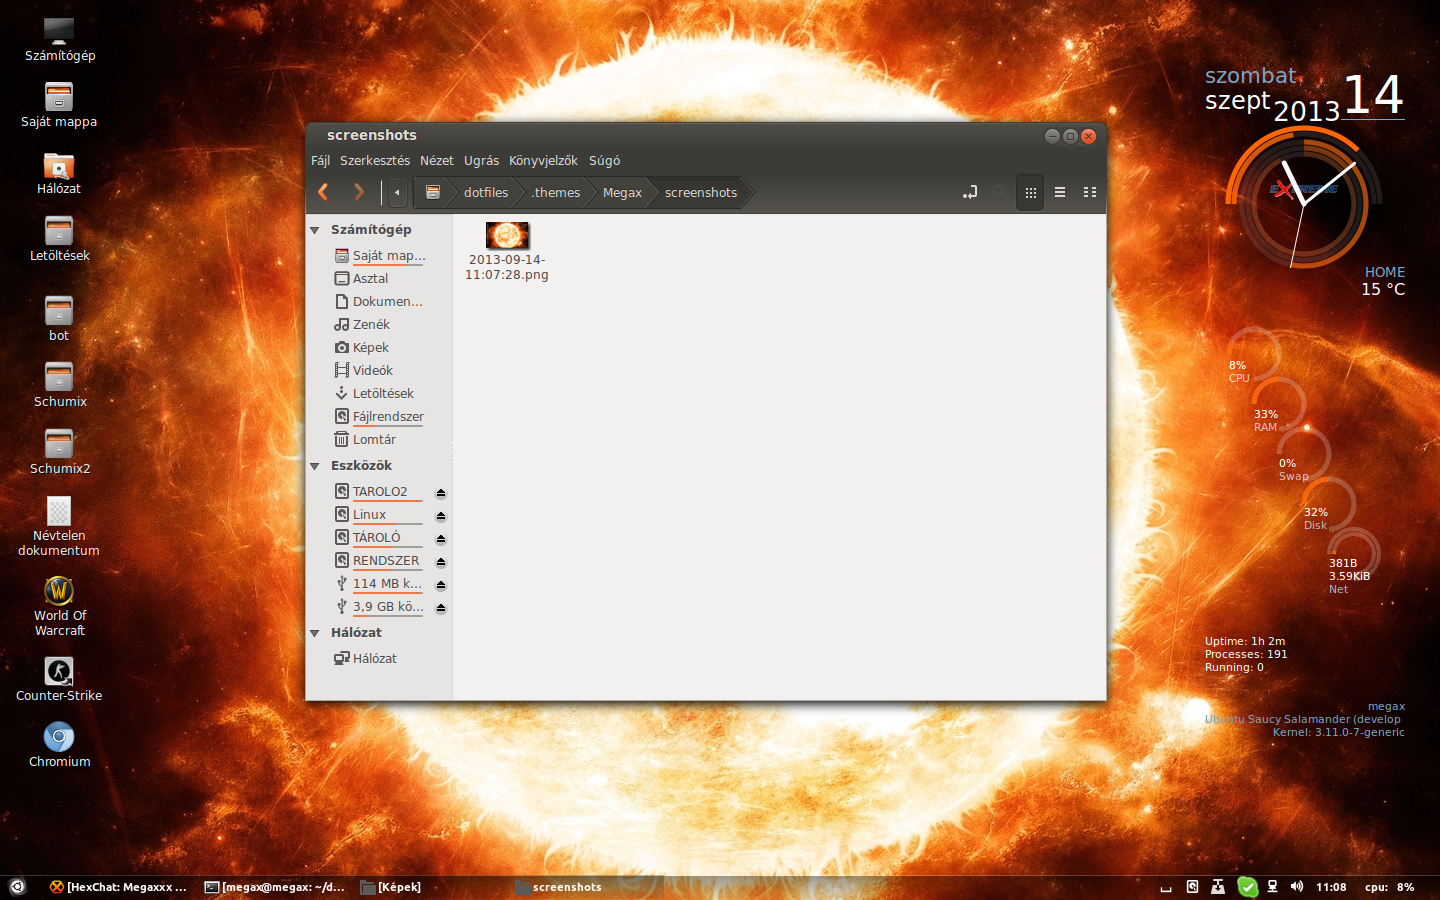 Számítógép
Saját mappa
Hálózat
Letöltések
bot
Schumix
Schumix2
Névtelen
dokumentum
World Of
Warcraft
Counter-Strike
Chromium
screenshots
Fájl Szerkesztés Nézet Ugrás Könyvjelzők Súgó
dotfiles .themes Megax screenshots
Számítógép
Saját map...
Asztal
Dokumen...
Zenék
Képek
Videók
Letöltések
Fájlrendszer
Lomtár
Eszközök
TAROLO2
Linux
TÁROLÓ
RENDSZER
114 MB k...
3,9 GB kö...
Hálózat
Hálózat
2013-09-14-
11:07:28.png
szombat
szept 2013 14
EXTREME
HOME
15 °C
8%
CPU
33%
RAM
0%
Swap
32%
Disk
381B
3.59KiB
Net
Uptime: 1h 2m
Processes: 191
Running: 0
megax
Ubuntu Saucy Salamander (develop
Kernel: 3.11.0-7-generic
[HexChat: Megaxxx ... [megax@megax: ~/d... [Képek] screenshots 11:08 cpu: 8%